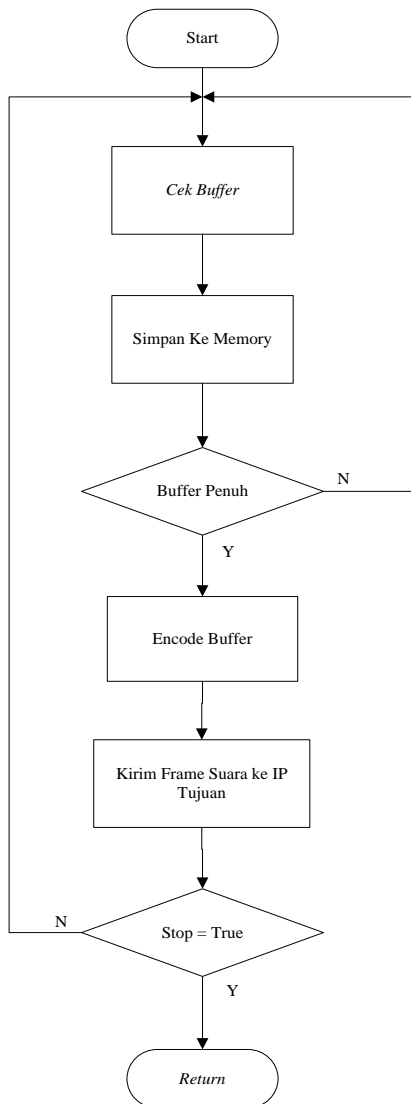 Start
Cek Buffer
Simpan Ke Memory
Buffer Penuh
N
Y
Encode Buffer
Kirim Frame Suara ke IP
Tujuan
N
Stop = True
Y
Return